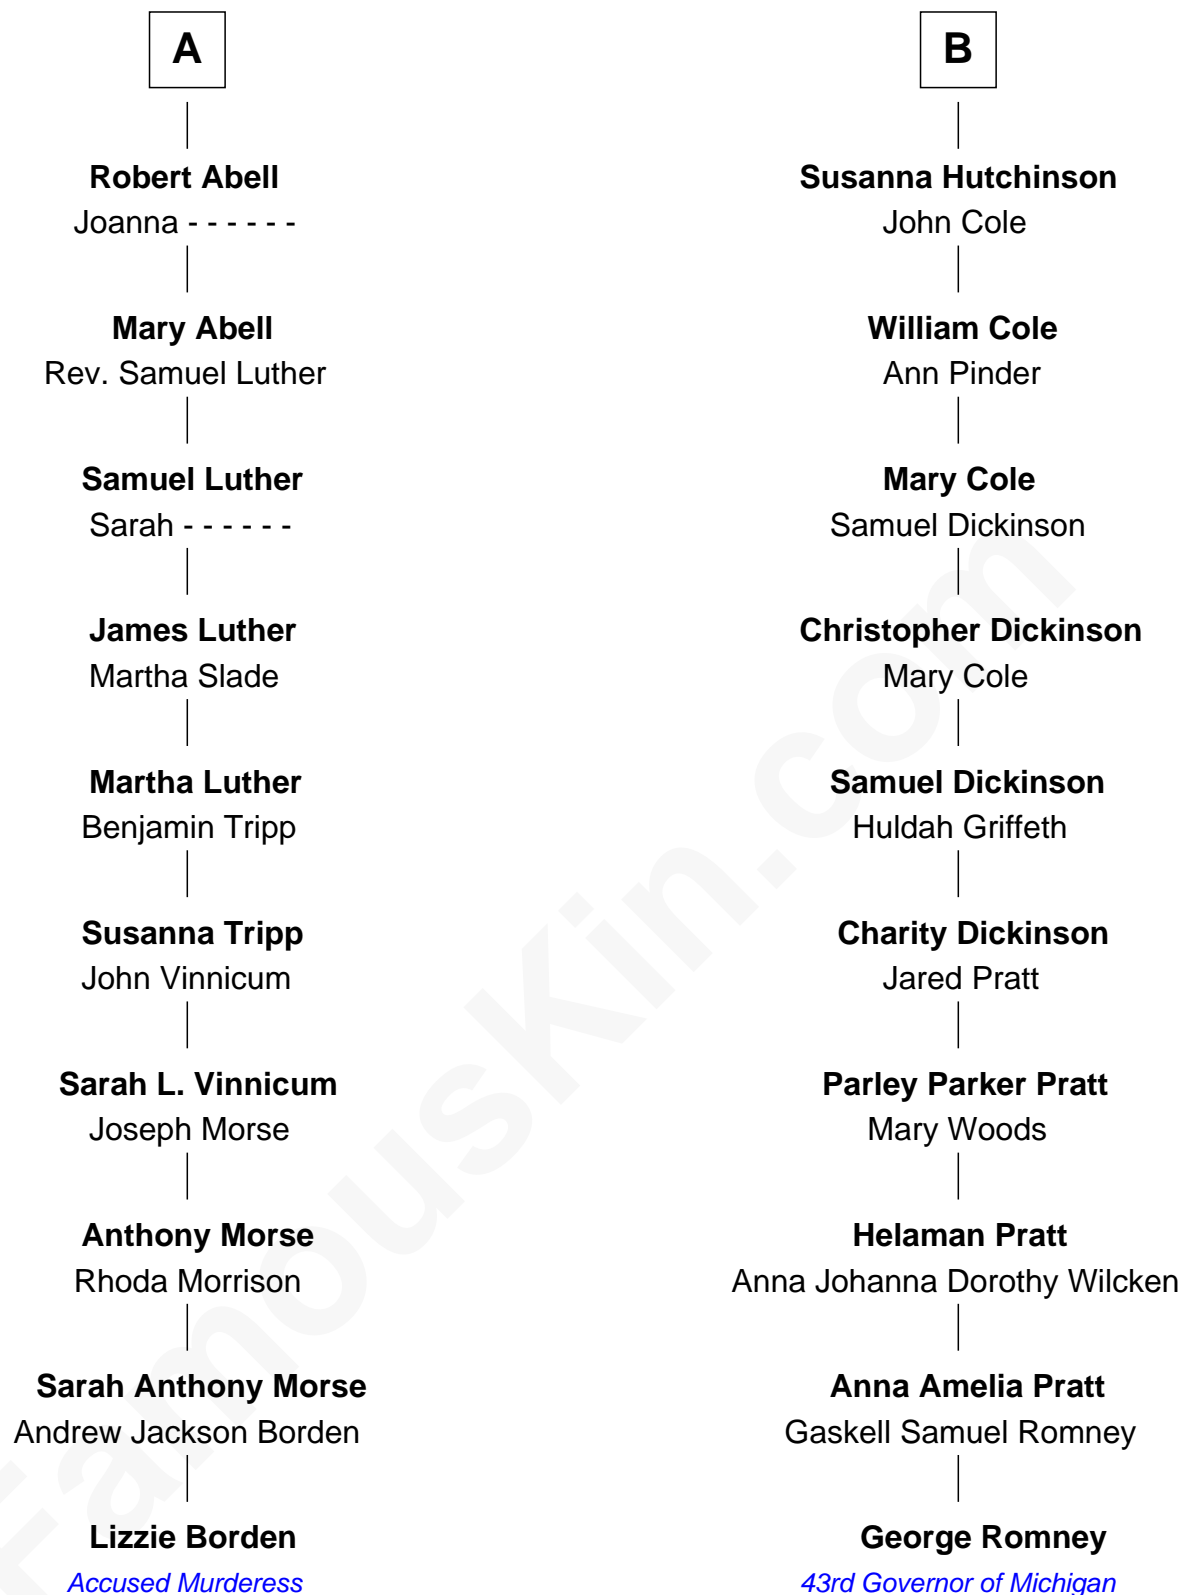 A
Robert Abell
Joanna - - - - - -
Mary Abell
Rev. Samuel Luther
Samuel Luther
Sarah - - - - - -
James Luther
Martha Slade
Martha Luther
Benjamin Tripp
Susanna Tripp
John Vinnicum
Sarah L. Vinnicum
Joseph Morse
Anthony Morse
Rhoda Morrison
Sarah Anthony Morse
Andrew Jackson Borden
Lizzie Borden
Accused Murderess
B
Susanna Hutchinson
John Cole
William Cole
Ann Pinder
Mary Cole
Samuel Dickinson
Christopher Dickinson
Mary Cole
Samuel Dickinson
Huldah Griffeth
Charity Dickinson
Jared Pratt
Parley Parker Pratt
Mary Woods
Helaman Pratt
Anna Johanna Dorothy Wilcken
Anna Amelia Pratt
Gaskell Samuel Romney
George Romney
43rd Governor of Michigan
FamousKin.com